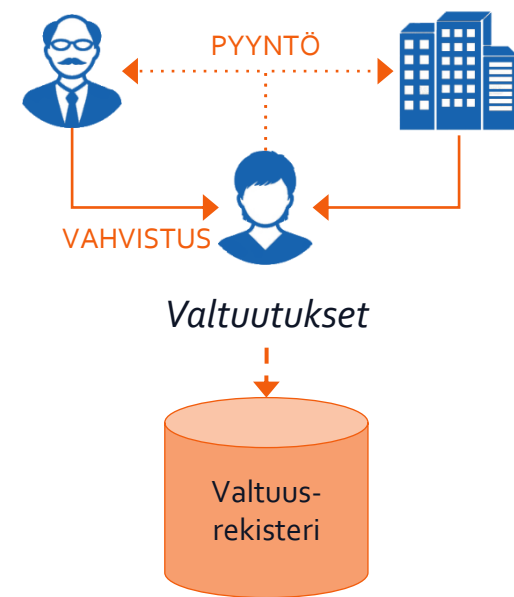 PYYNTÖ
VAHVISTUS
Valtuutukset
Valtuus-
rekisteri